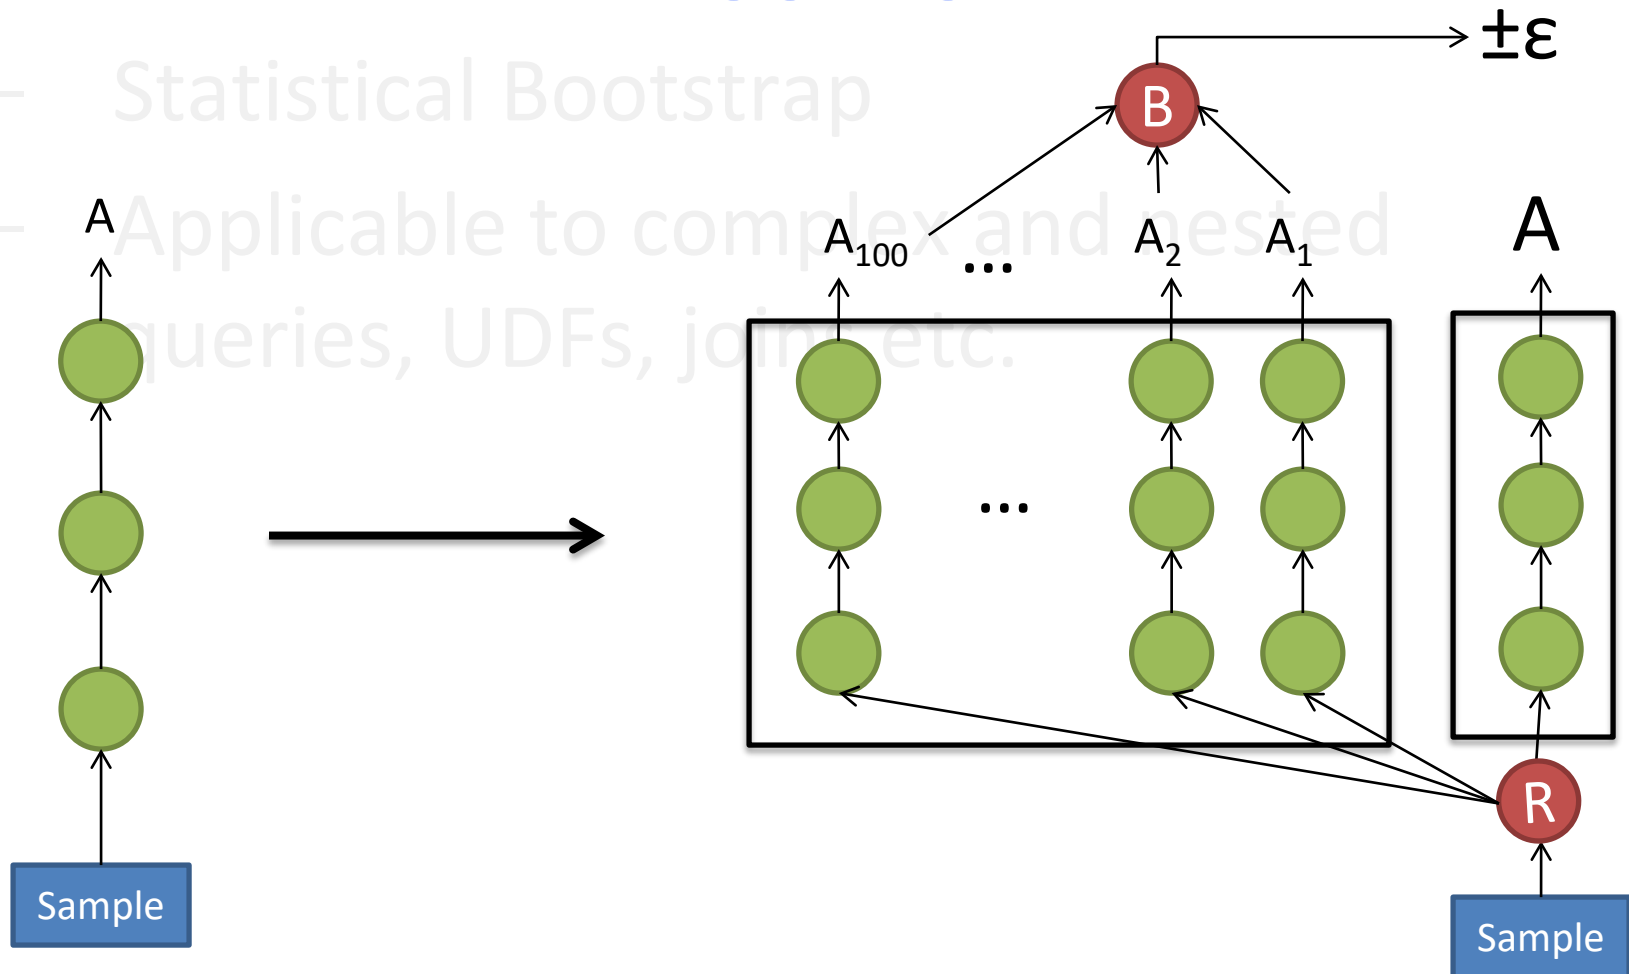 ±ε
– Statistical Bootstrap
B
– Applicable to complex and nested
queries, UDFs, joins etc.
A
A100
...
A2
A1
A
...
R
Sample
Sample